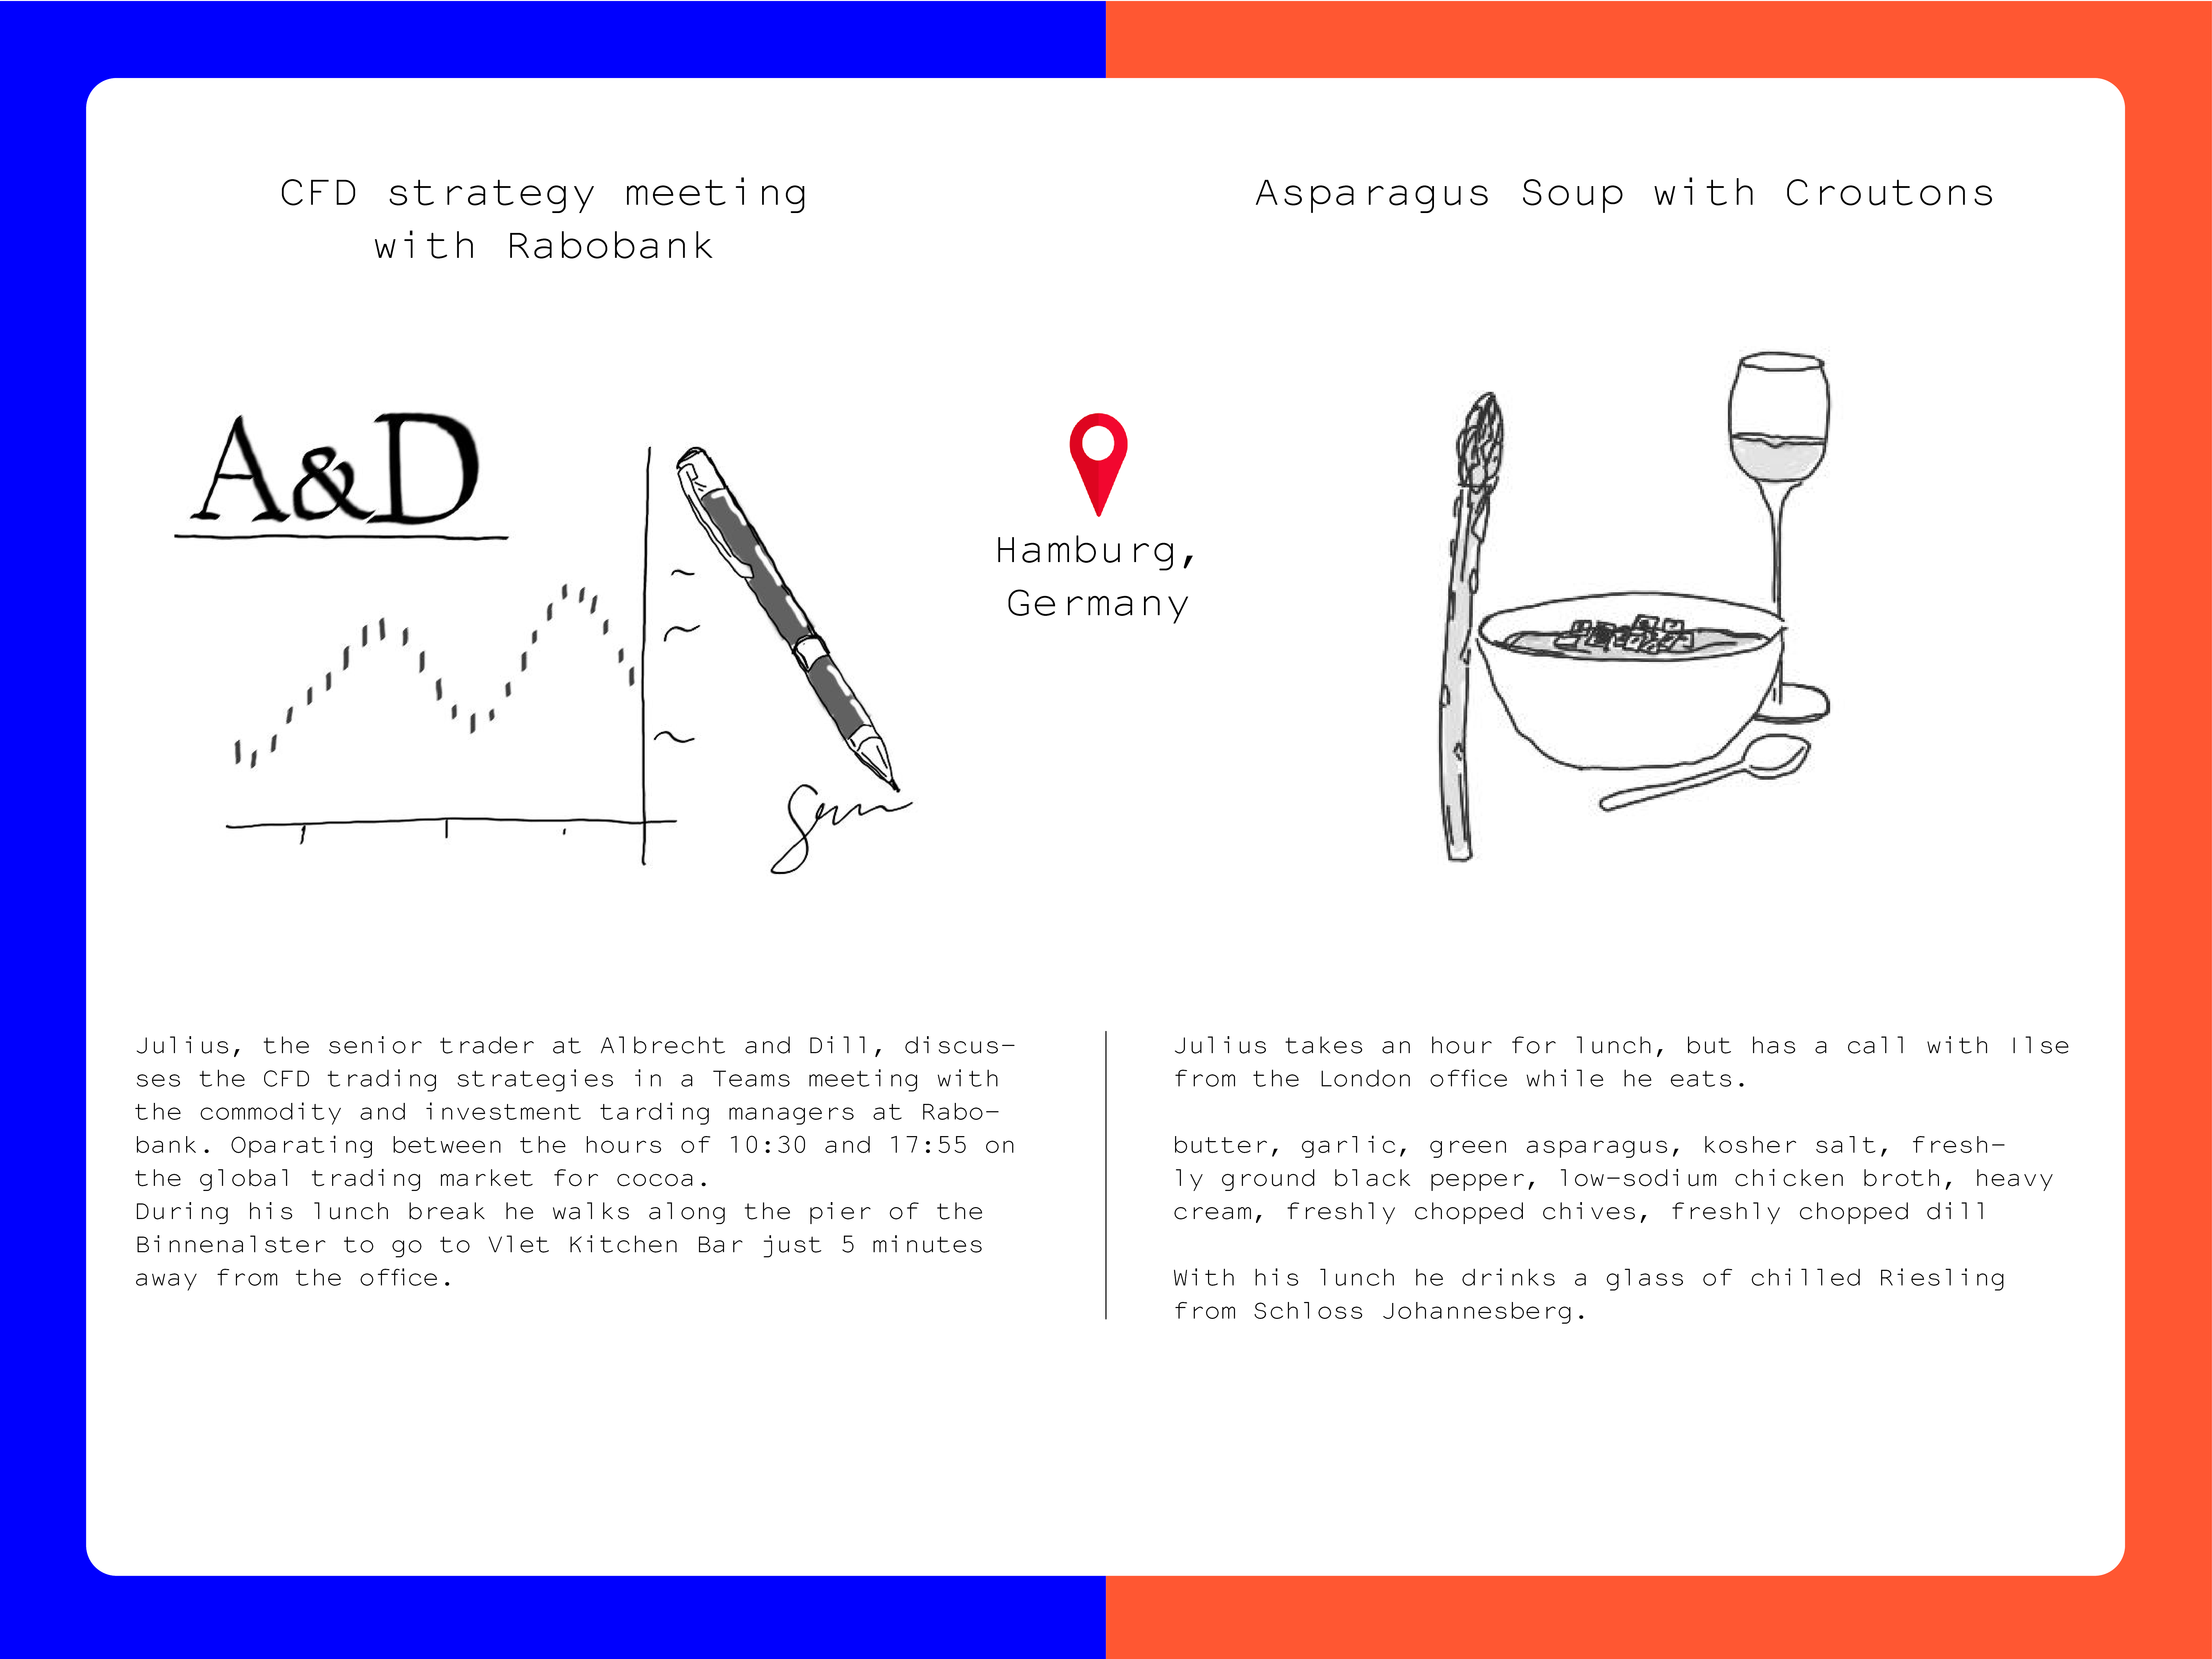 CFD strategy meeting
with Rabobank
Asparagus Soup with Croutons
A&D
Hamburg,
Germany
Julius, the senior trader at Albrecht and Dill, discus-
ses the CFD trading strategies in a Teams meeting with
the commodity and investment tarding managers at Rabo-
bank. Oparating between the hours of 10:30 and 17:55 on
the global trading market for cocoa.
During his lunch break he walks along the pier of the
Binnenalster to go to Vlet Kitchen Bar just 5 minutes
away from the office.
Julius takes an hour for lunch, but has a call with Ilse
from the London office while he eats.
butter, garlic, green asparagus, kosher salt, fresh-
ly ground black pepper, low-sodium chicken broth, heavy
cream, freshly chopped chives, freshly chopped dill
With his lunch he drinks a glass of chilled Riesling
from Schloss Johannesberg.